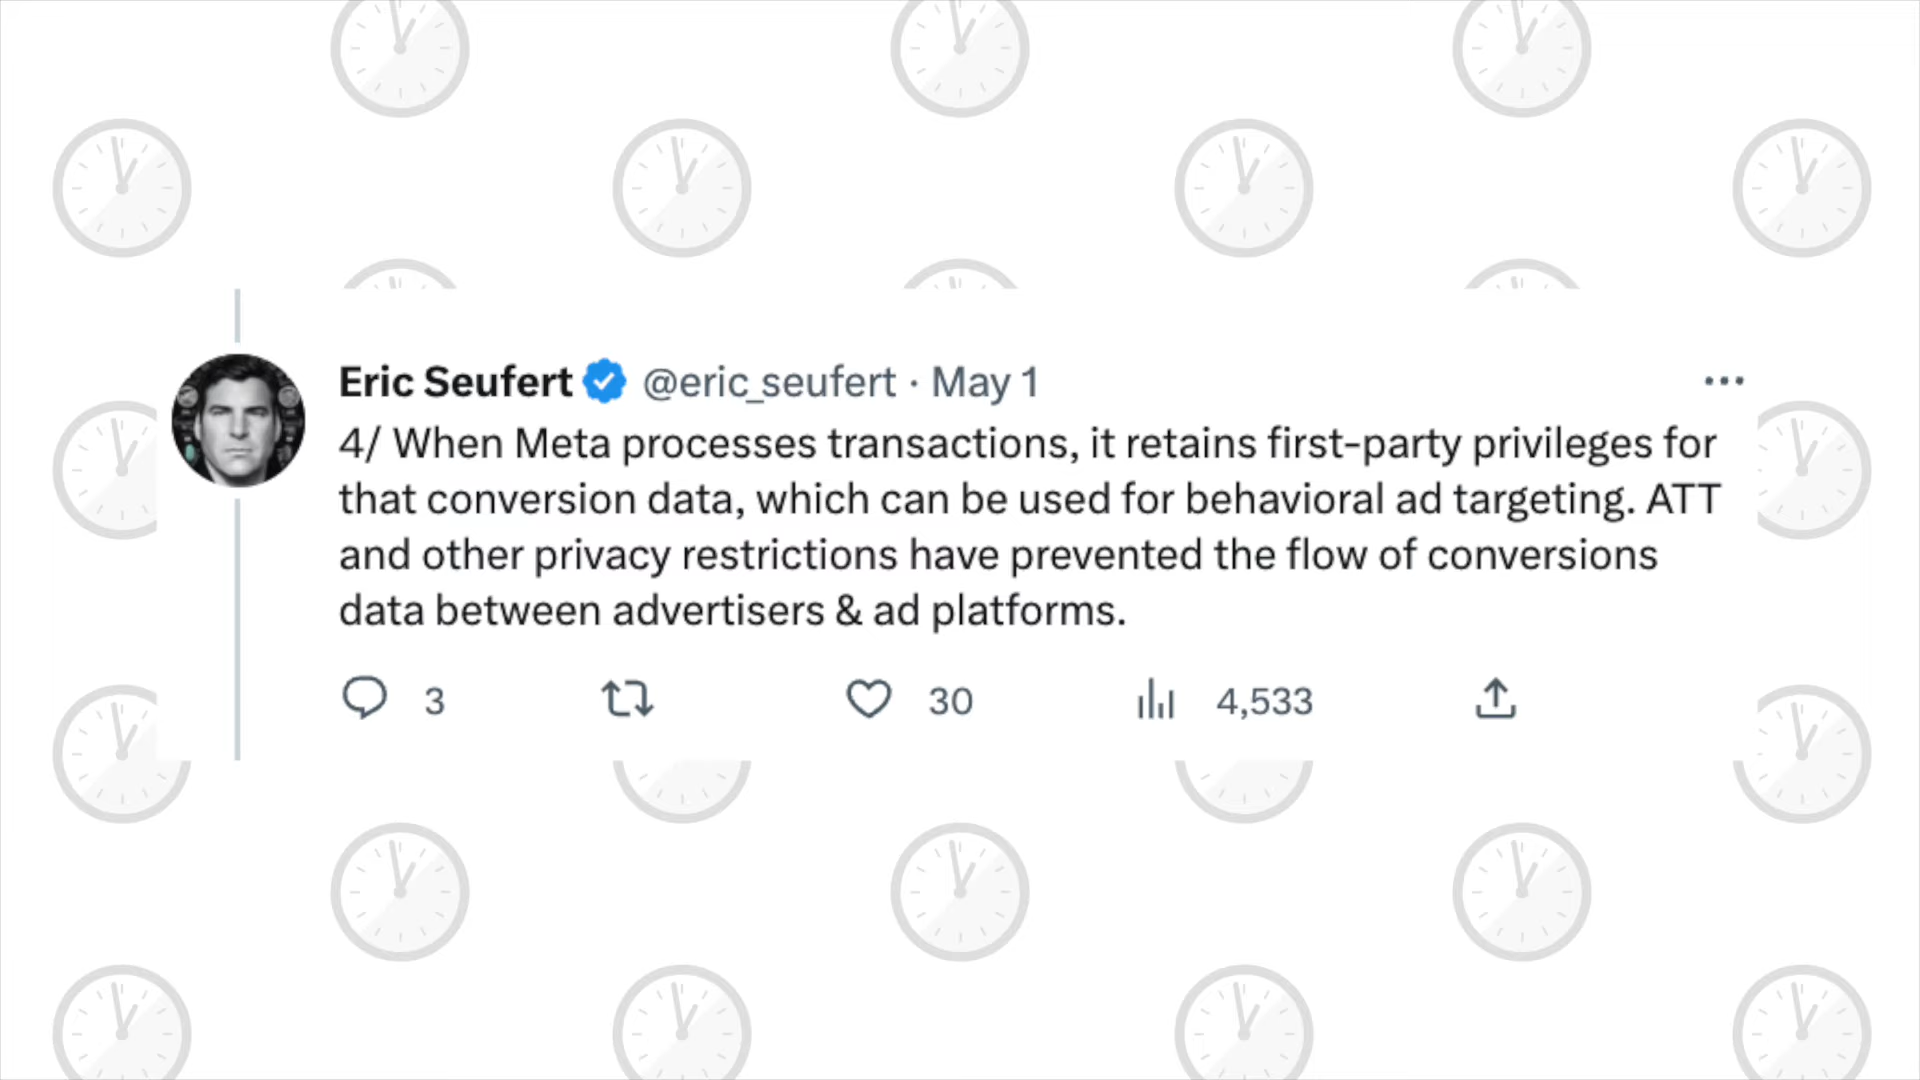 Eric Seufert @eric_seufert · May 1
4/ When Meta processes transactions, it retains first-party privileges for
that conversion data, which can be used for behavioral ad targeting. ATT
and other privacy restrictions have prevented the flow of conversions
data between advertisers & ad platforms.
3 30 4,533